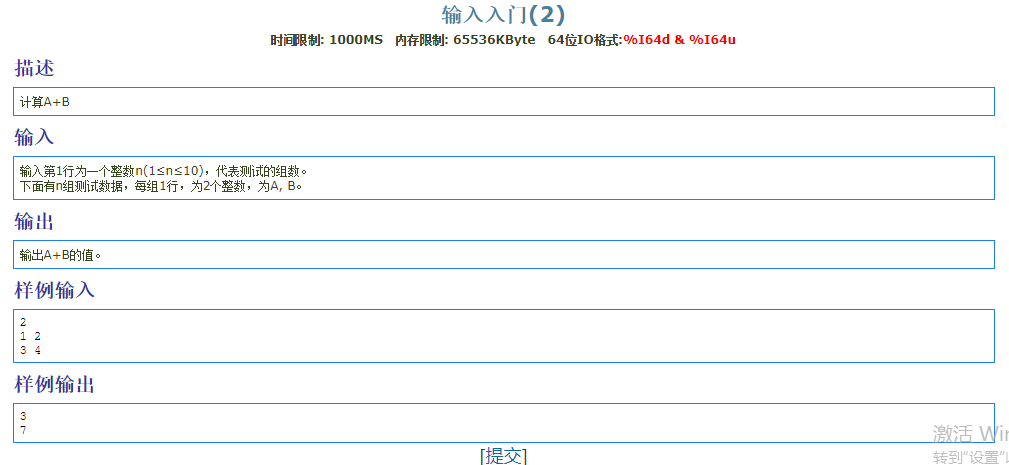 输入入门(2)
时间限制: 1000MS 内存限制: 65536KByte 64位IO格式:%I64d & %I64u
描述
计算A+B
输入
输入第1行为一个整数n(1≤n≤10)，代表测试的组数。
下面有n组测试数据，每组1行，为2个整数，为A, B。
输出
输出A+B的值。
样例输入
2
1 2
3 4
样例输出
3
7
[提交]
激活 Win
转到"设置"以